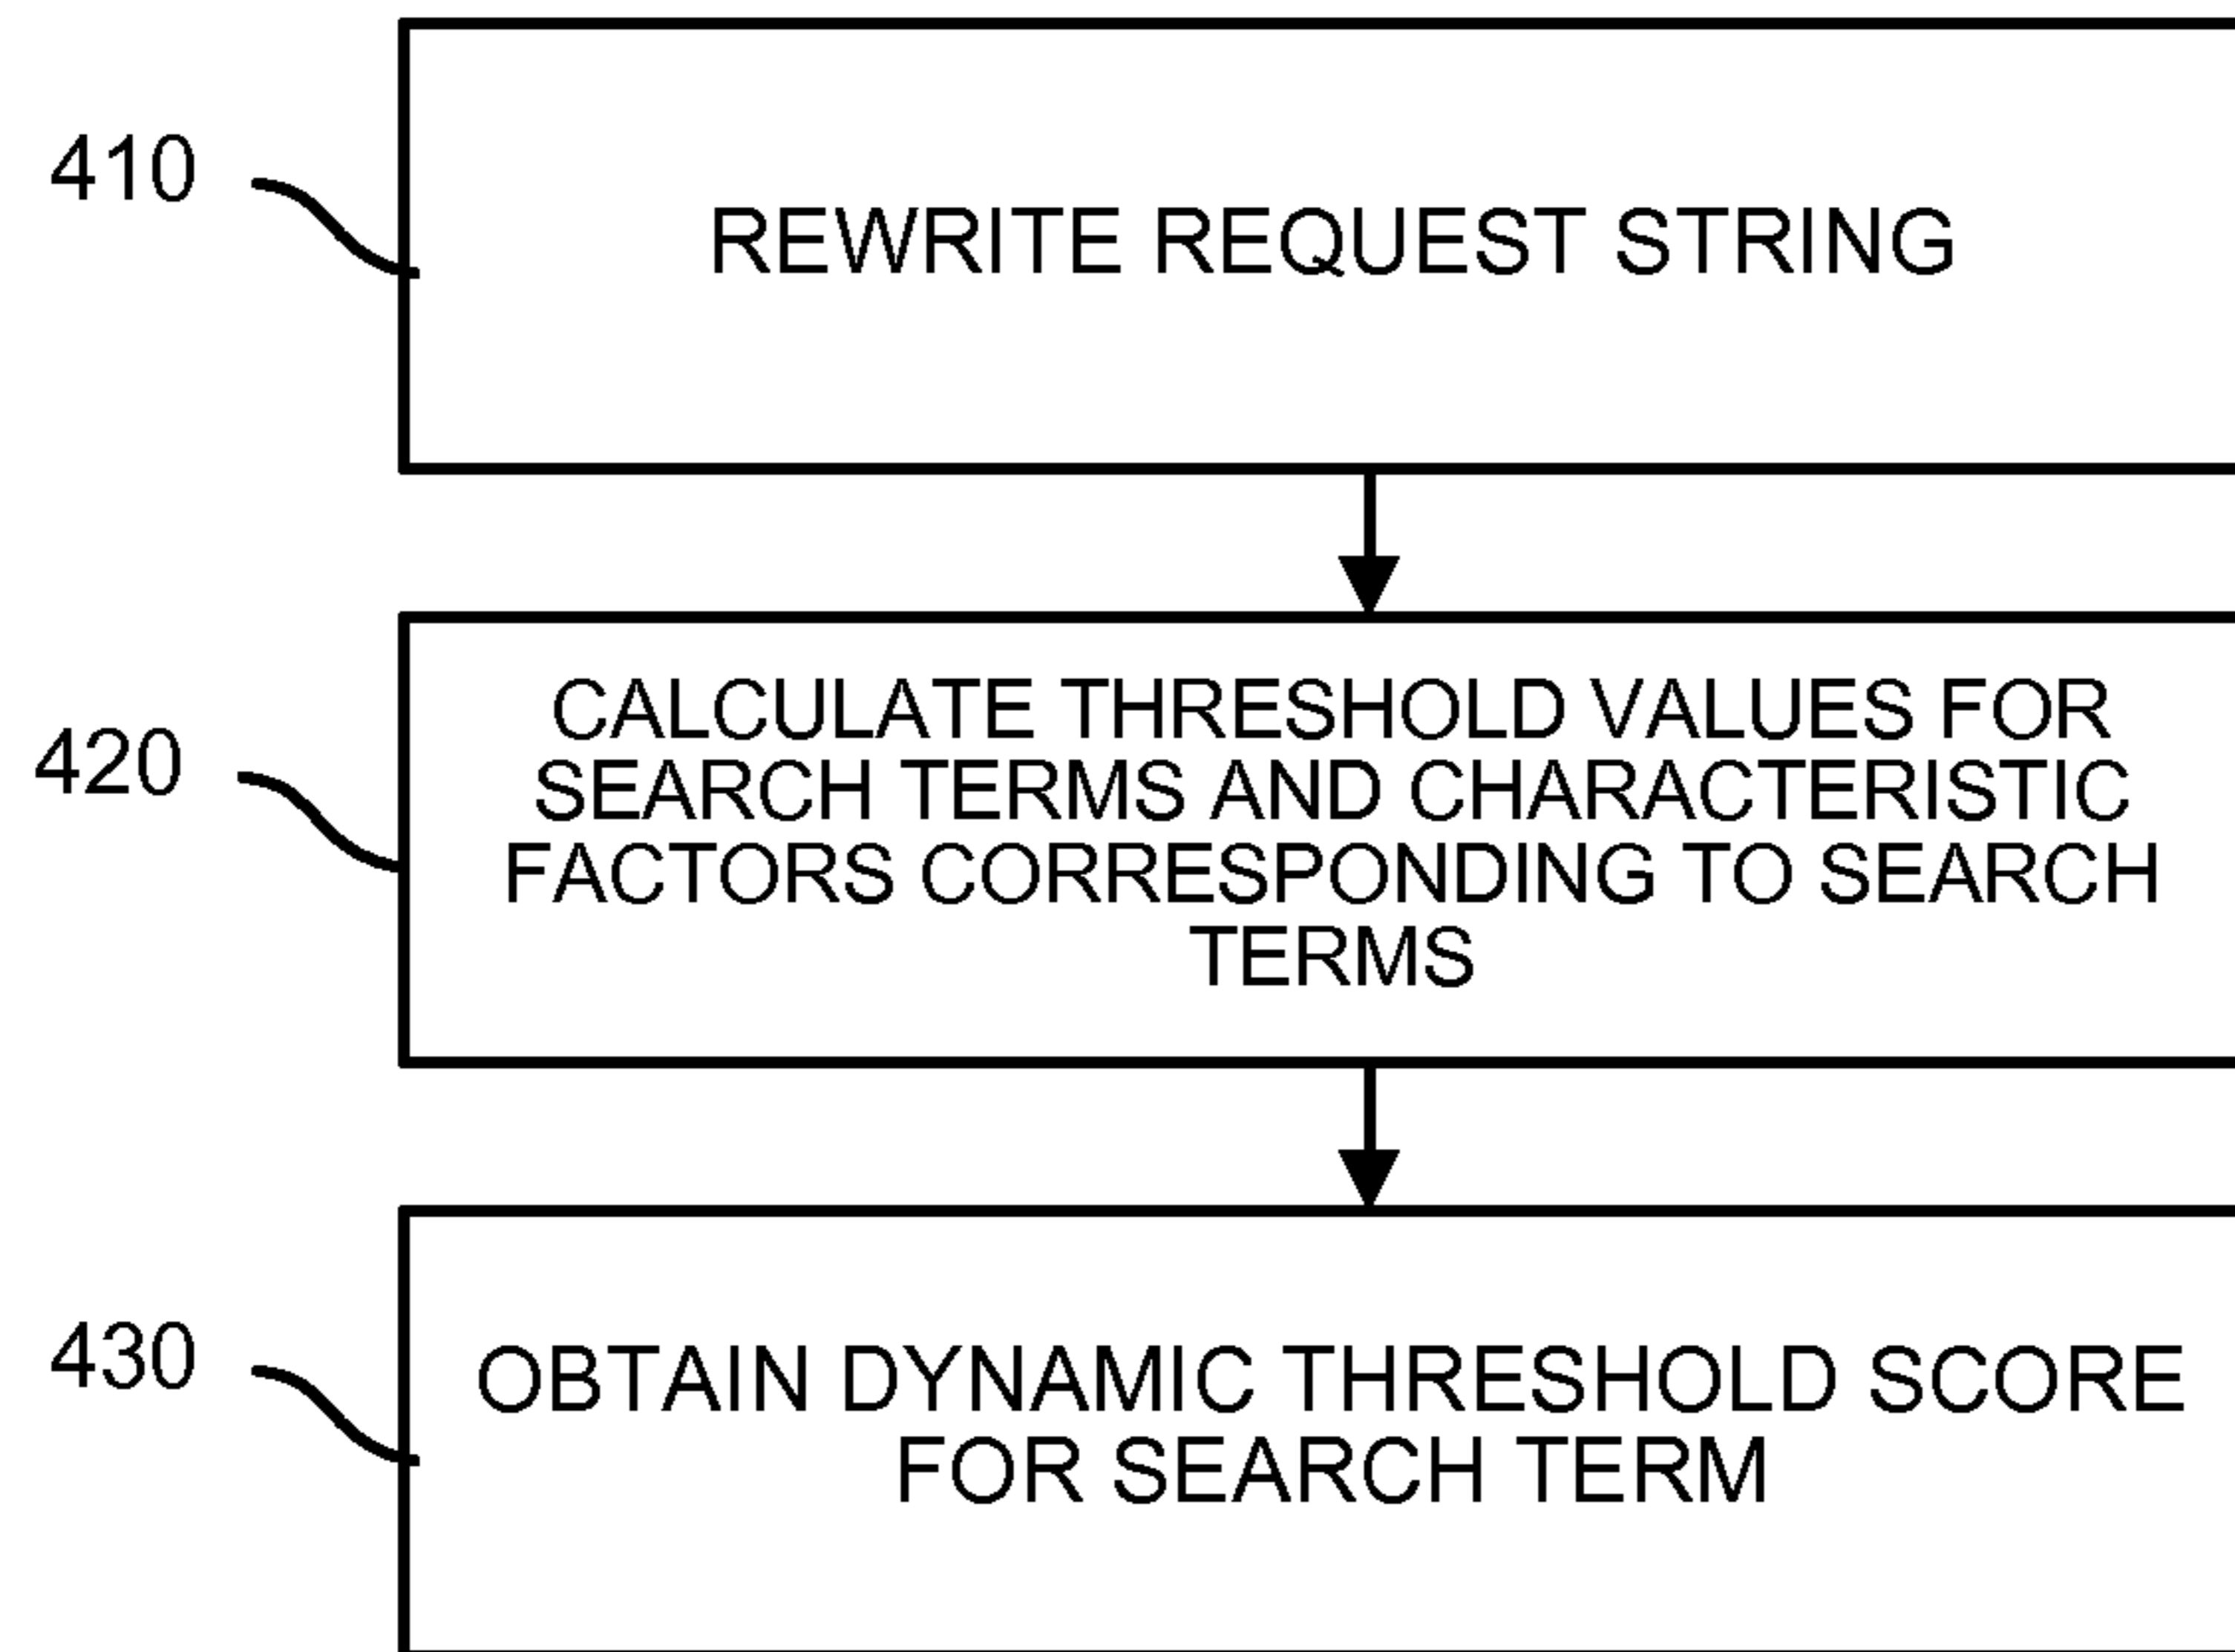 410
REWRITE REQUEST STRING
420
CALCULATE THRESHOLD VALUES FOR
SEARCH TERMS AND CHARACTERISTIC
FACTORS CORRESPONDING TO SEARCH
TERMS
430
OBTAIN DYNAMIC THRESHOLD SCORE
FOR SEARCH TERM